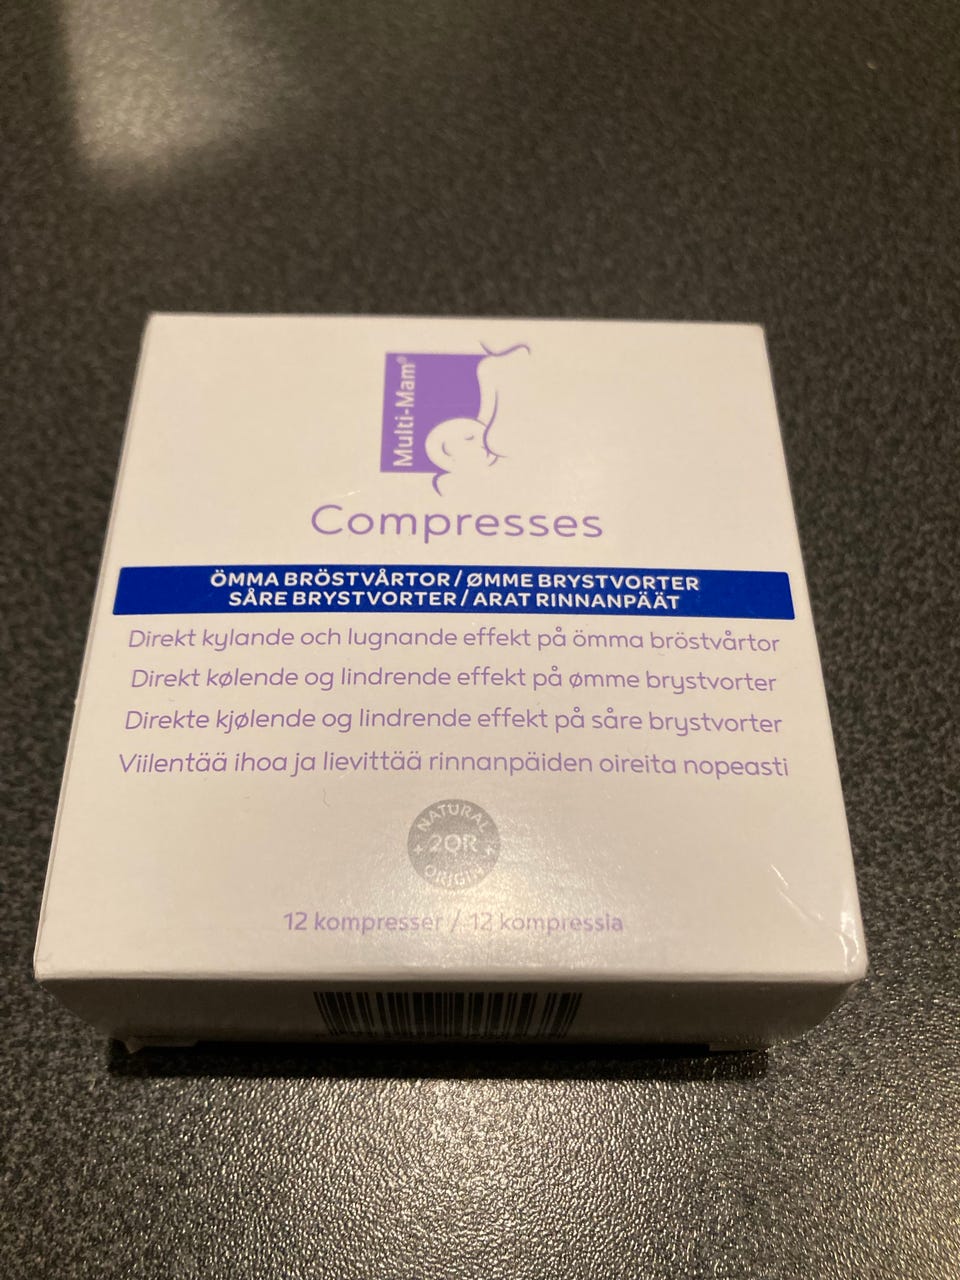 Multi-Mam®
Compresses
ÖMMA BRÖSTVÅRTOR / ØMME BRYSTVORTER
SÅRE BRYSTVORTER / ARAT RINNANPÄÄT
Direkt kylande och lugnande effekt på ömma bröstvårtor
Direkt kølende og lindrende effekt på ømme brystvorter
Direkte kjølende og lindrende effekt på såre brystvorter
Viilentää ihoa ja lievittää rinnanpäiden oireita nopeasti
NATURAL
+ 2QR +
ORIGIN
12 kompresser / 12 kompressia